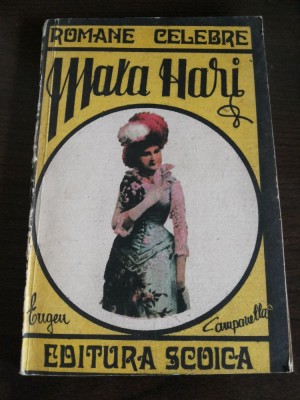 ROMANE CELEBRE
Mata Hari
Eugen Campanella
EDITURA SCOICA